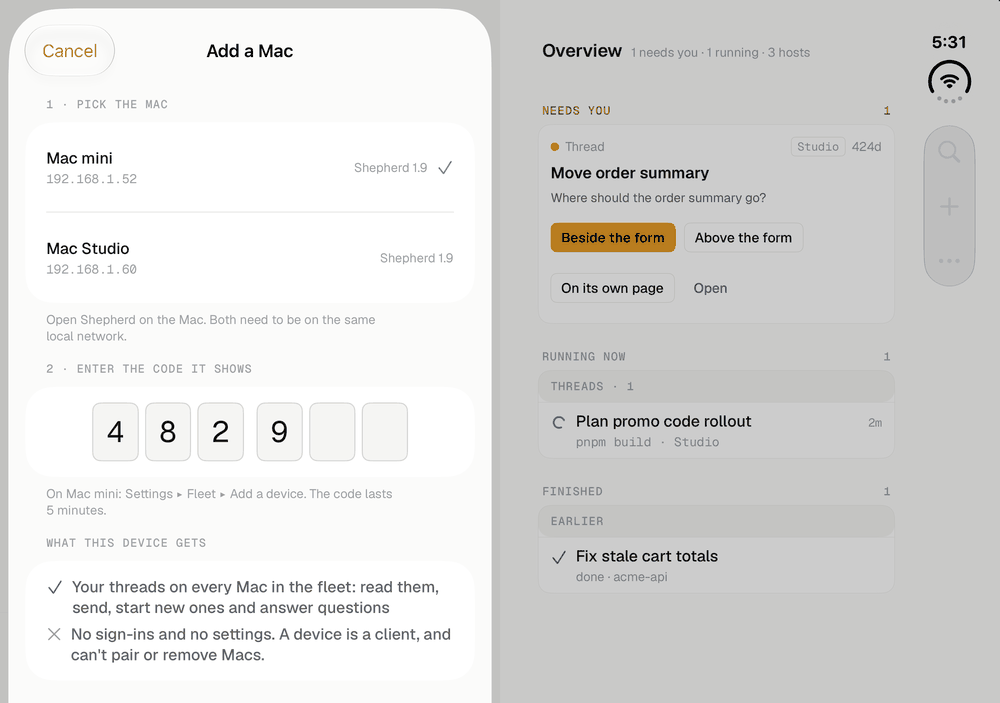 Cancel
Add a Mac
1 · PICK THE MAC
Mac mini
192.168.1.52
Shepherd 1.9
Mac Studio
192.168.1.60
Shepherd 1.9
Open Shepherd on the Mac. Both need to be on the same
local network.
2 · ENTER THE CODE IT SHOWS
4 8 2 9
On Mac mini: Settings ▸ Fleet ▸ Add a device. The code lasts
5 minutes.
WHAT THIS DEVICE GETS
Your threads on every Mac in the fleet: read them,
send, start new ones and answer questions
No sign-ins and no settings. A device is a client, and
can't pair or remove Macs.
Overview 1 needs you · 1 running · 3 hosts
5:31
NEEDS YOU 1
Thread Studio 424d
Move order summary
Where should the order summary go?
Beside the form Above the form
On its own page Open
RUNNING NOW 1
THREADS · 1
Plan promo code rollout 2m
pnpm build · Studio
FINISHED 1
EARLIER
Fix stale cart totals
done · acme-api